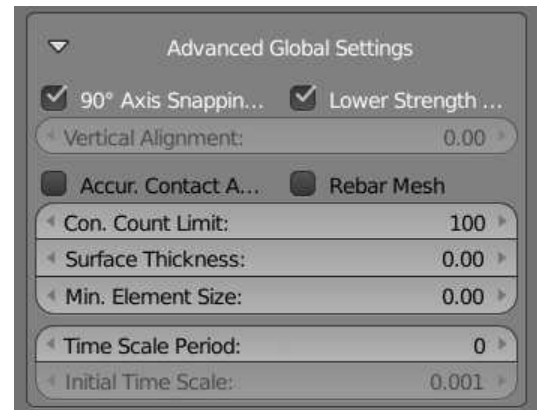 Advanced Global Settings
90° Axis Snappin... Lower Strength ...
Vertical Alignment: 0.00
Accur. Contact A... Rebar Mesh
Con. Count Limit: 100
Surface Thickness: 0.00
Min. Element Size: 0.00
Time Scale Period: 0
Initial Time Scale: 0.001